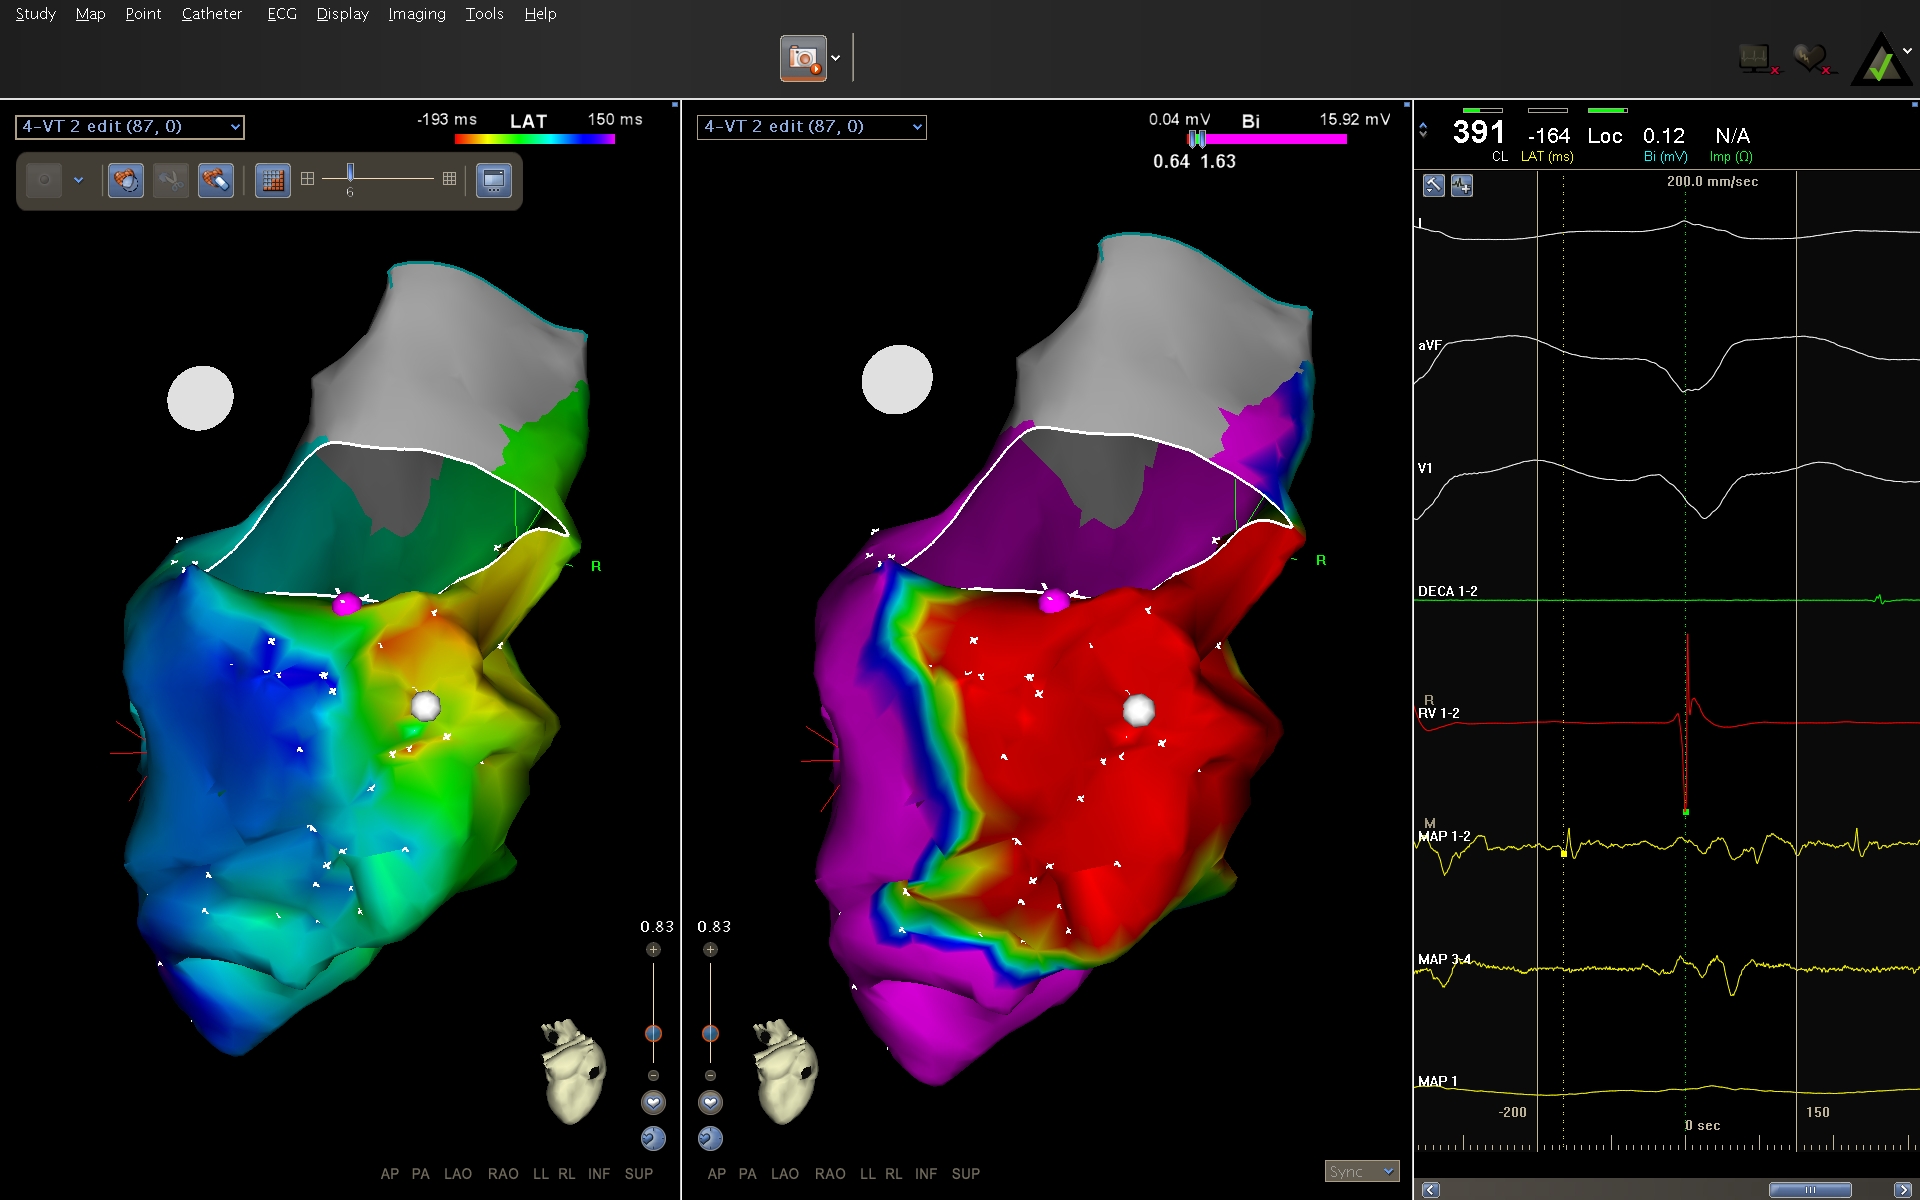 Study Map Point Catheter ECG Display Imaging Tools Help
4-VT 2 edit (87, 0)
-193 ms LAT 150 ms
6
R
0.83
AP PA LAO RAO LL RL INF SUP
4-VT 2 edit (87, 0)
0.04 mV Bi 15.92 mV
0.64 1.63
R
0.83
AP PA LAO RAO LL RL INF SUP
Sync
391 -164 Loc 0.12 N/A
CL LAT (ms) Bi (mV) Imp (Ω)
200.0 mm/sec
I
aVF
V1
DECA 1-2
R
RV 1-2
M
MAP 1-2
MAP 3-4
MAP 1
-200 150
0 sec